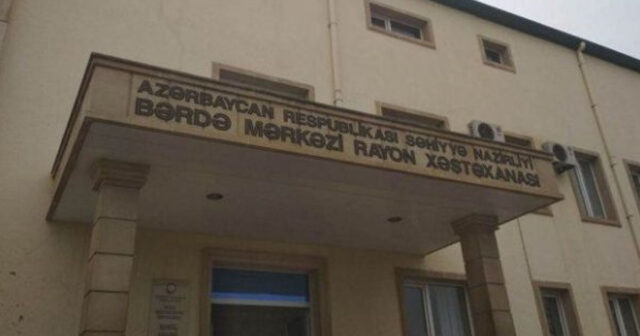 AZƏRBAYCAN RESPUBLİKASI SƏHİYYƏ NAZİRLİYİ
BƏRDƏ MƏRKƏZİ RAYON XƏSTƏXANASI